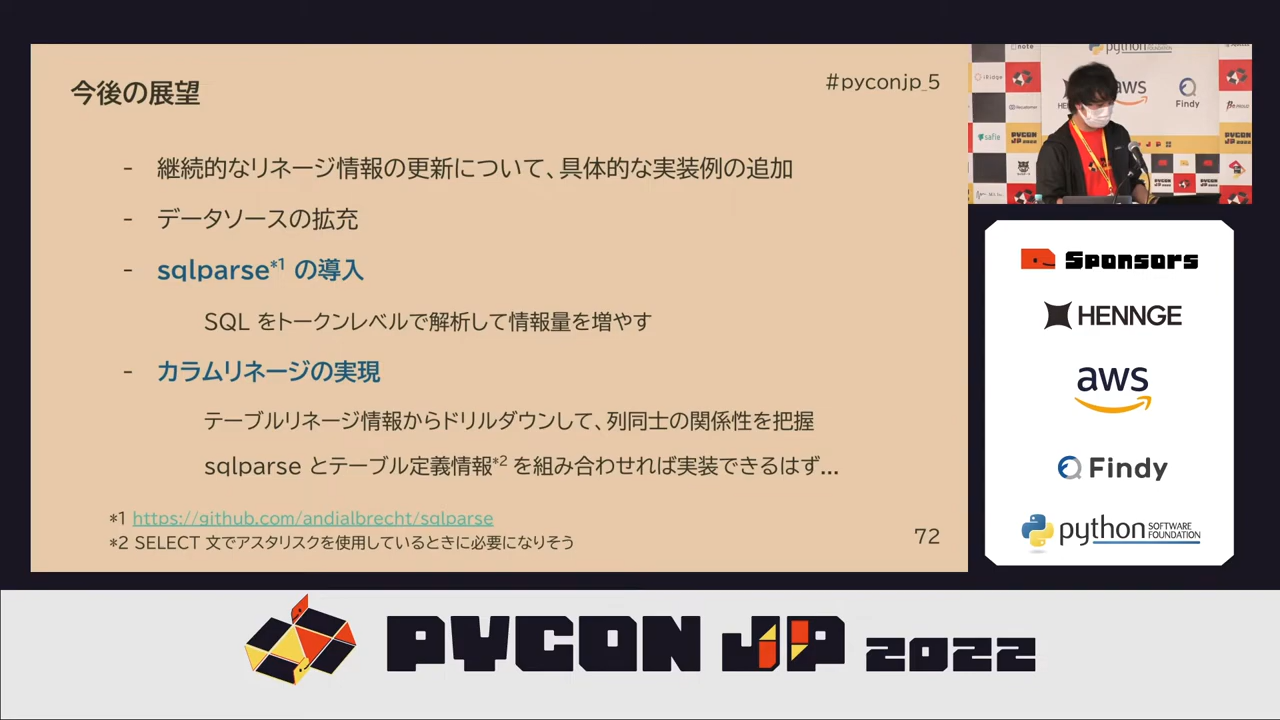 今後の展望
#pyconjp_5
- 継続的なリネージ情報の更新について、具体的な実装例の追加
- データソースの拡充
- sqlparse*1 の導入
SQL をトークンレベルで解析して情報量を増やす
- カラムリネージの実現
テーブルリネージ情報からドリルダウンして、列同士の関係性を把握
sqlparse とテーブル定義情報*2 を組み合わせれば実装できるはず...
*1 https://github.com/andialbrecht/sqlparse
*2 SELECT 文でアスタリスクを使用しているときに必要になりそう
72
note
python
iRidge
aws
Findy
safie
PYCON JP 2022
Sponsors
HENNGE
aws
Findy
python SOFTWARE FOUNDATION
PYCON JP 2022